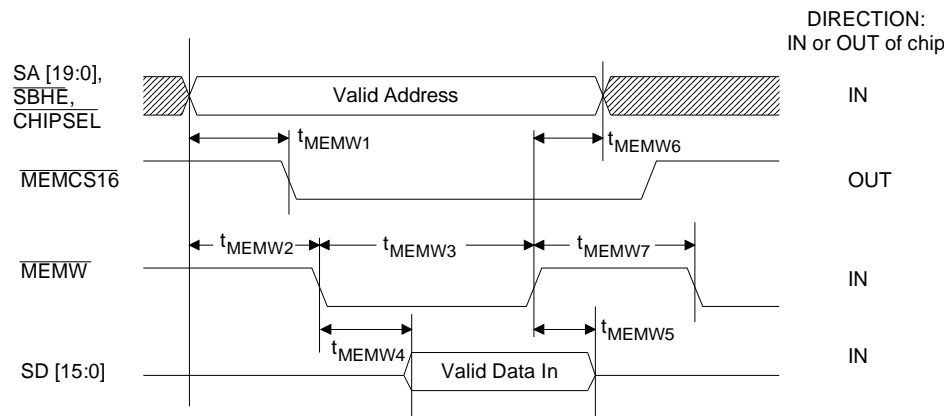 DIRECTION:
IN or OUT of chip
SA [19:0],
SBHE,
CHIPSEL
Valid Address
IN
tMEMW1
tMEMW6
MEMCS16
OUT
tMEMW2
tMEMW3
tMEMW7
MEMW
IN
tMEMW4
tMEMW5
SD [15:0]
Valid Data In
IN